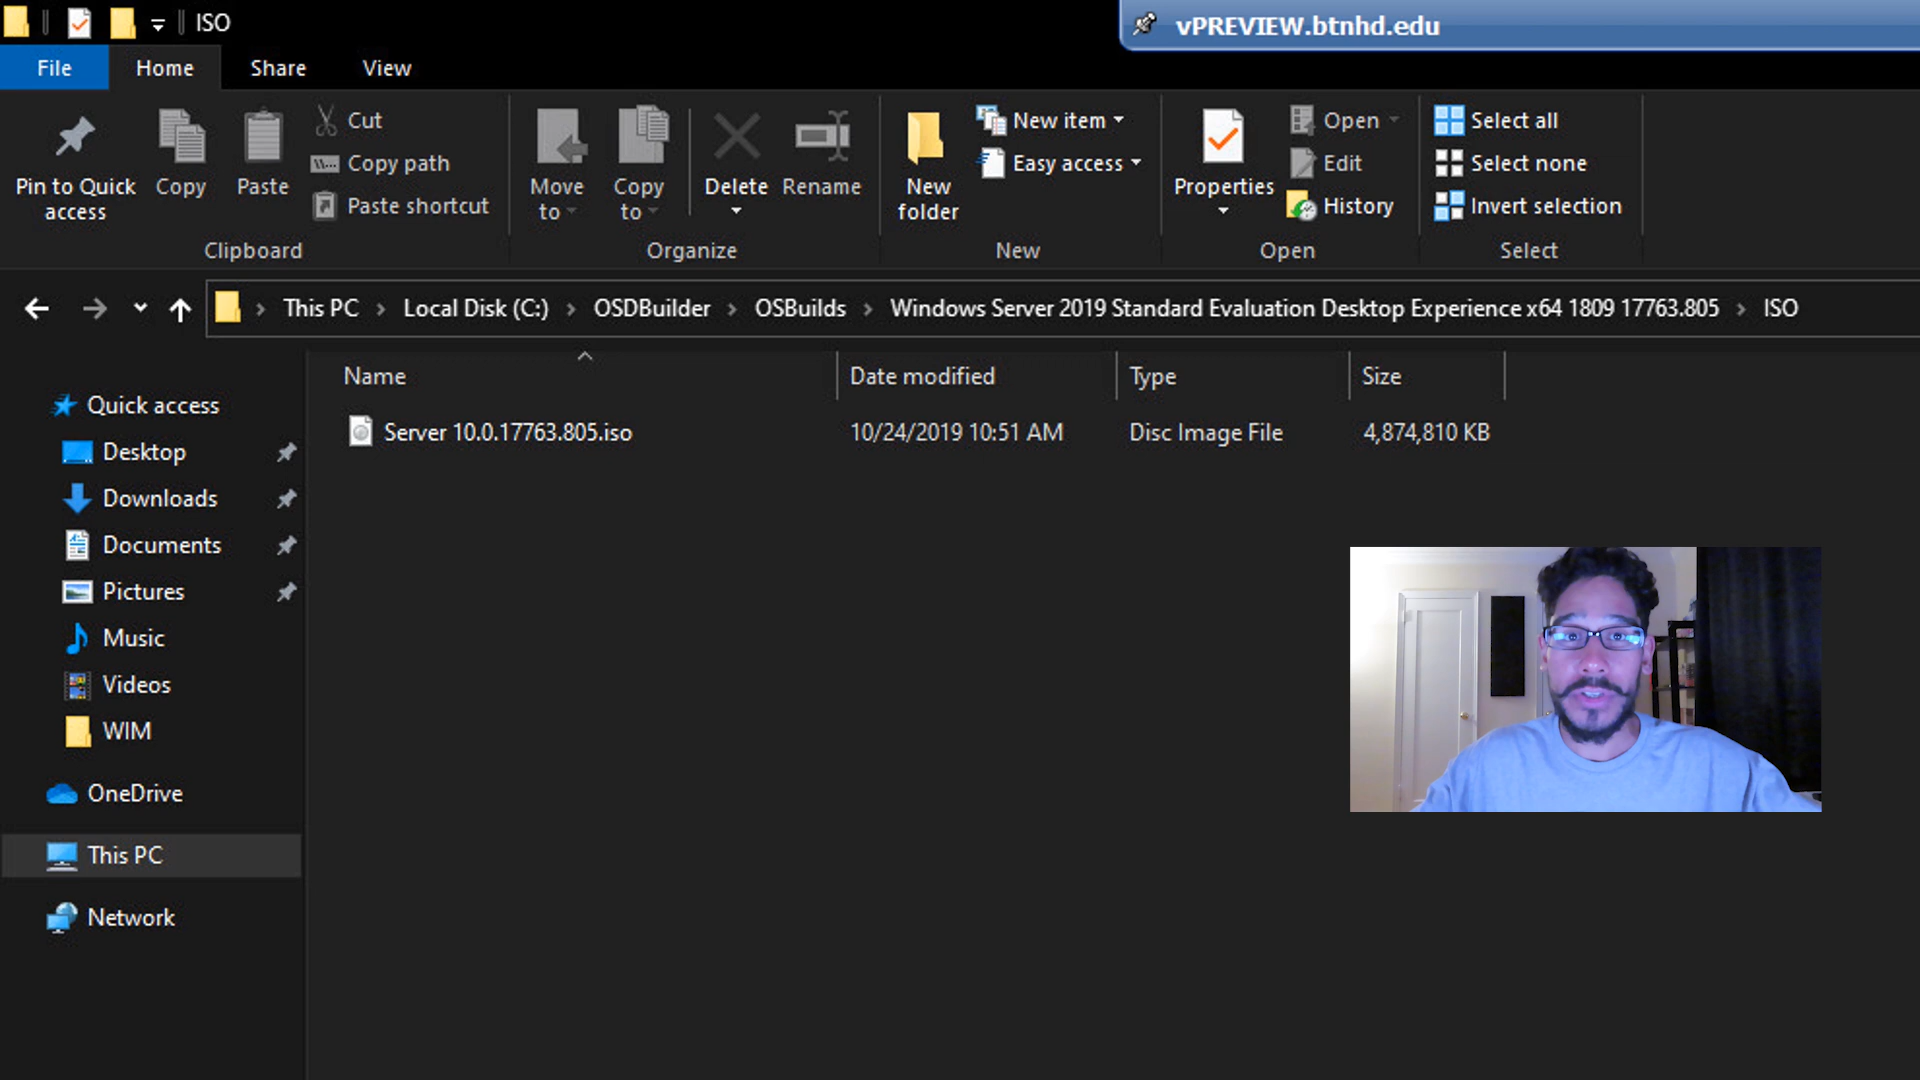 ISO
vPREVIEW.btnhd.edu
File
Home
Share
View
Pin to Quick
access
Copy
Paste
Cut
Copy path
Paste shortcut
Clipboard
Move
to
Copy
to
Delete
Rename
Organize
New
folder
New item
Easy access
New
Properties
Open
Edit
History
Open
Select all
Select none
Invert selection
Select
This PC > Local Disk (C:) > OSDBuilder > OSBuilds > Windows Server 2019 Standard Evaluation Desktop Experience x64 1809 17763.805 > ISO
Name Date modified Type Size
Server 10.0.17763.805.iso 10/24/2019 10:51 AM Disc Image File 4,874,810 KB
Quick access
Desktop
Downloads
Documents
Pictures
Music
Videos
WIM
OneDrive
This PC
Network